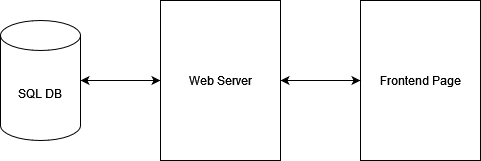 SQL DB
Web Server
Frontend Page